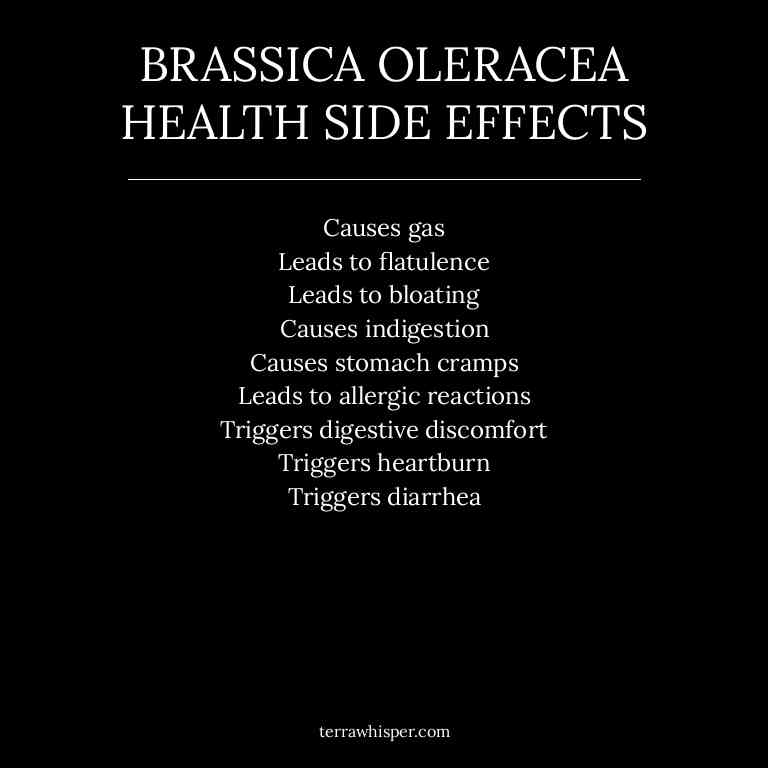 BRASSICA OLERACEA
HEALTH SIDE EFFECTS
Causes gas
Leads to flatulence
Leads to bloating
Causes indigestion
Causes stomach cramps
Leads to allergic reactions
Triggers digestive discomfort
Triggers heartburn
Triggers diarrhea
terrawhisper.com